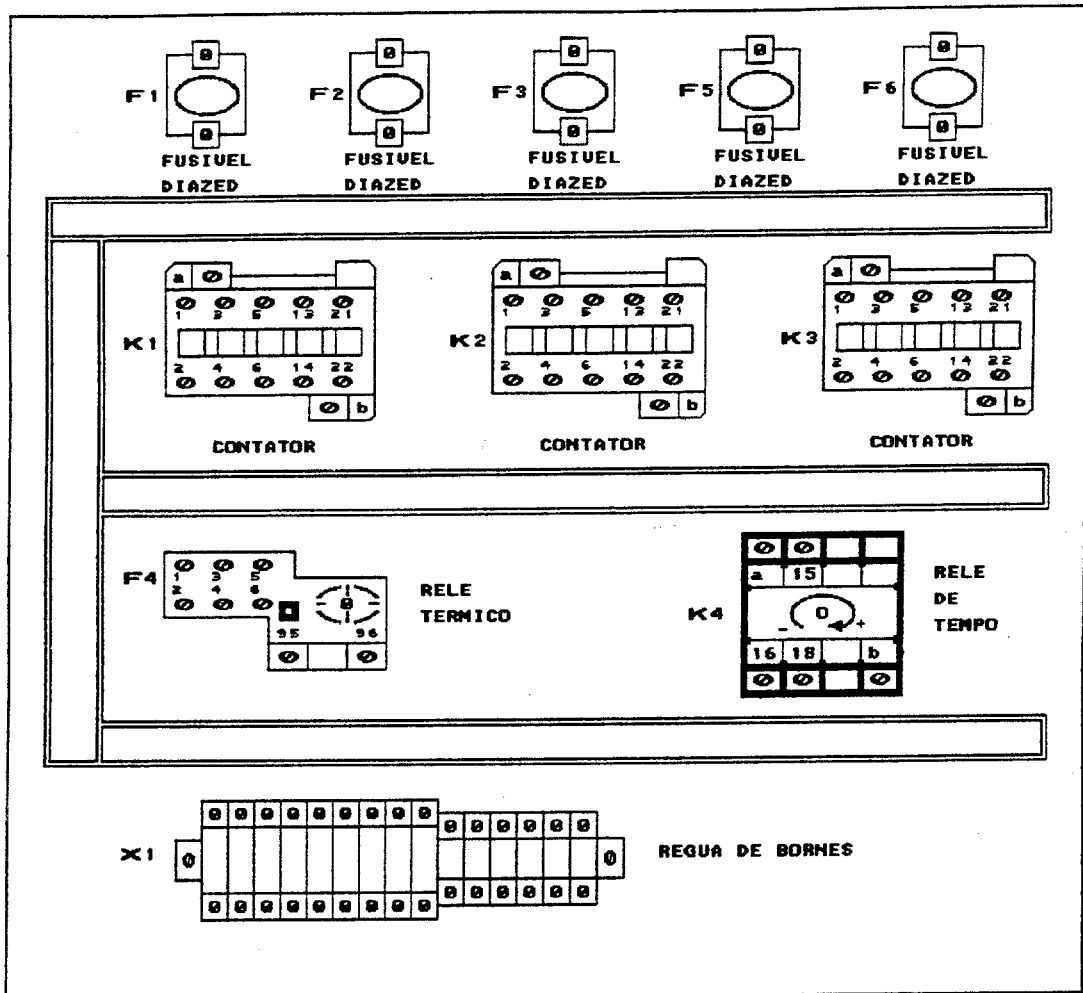 F1 F2 F3 F5 F6
FUSIVEL FUSIVEL FUSIVEL FUSIVEL FUSIVEL
DIAZED DIAZED DIAZED DIAZED DIAZED
a a a
1 3 5 13 21 1 3 5 13 21 1 3 5 13 21
K1 K2 K3
2 4 6 14 22 2 4 6 14 22 2 4 6 14 22
b b b
CONTATOR CONTATOR CONTATOR
F4
1 3 5
2 4 6
95 96
RELE
TERMICO
K4
a 15
0
- +
16 18 b
RELE
DE
TEMPO
X1
REGUA DE BORNES